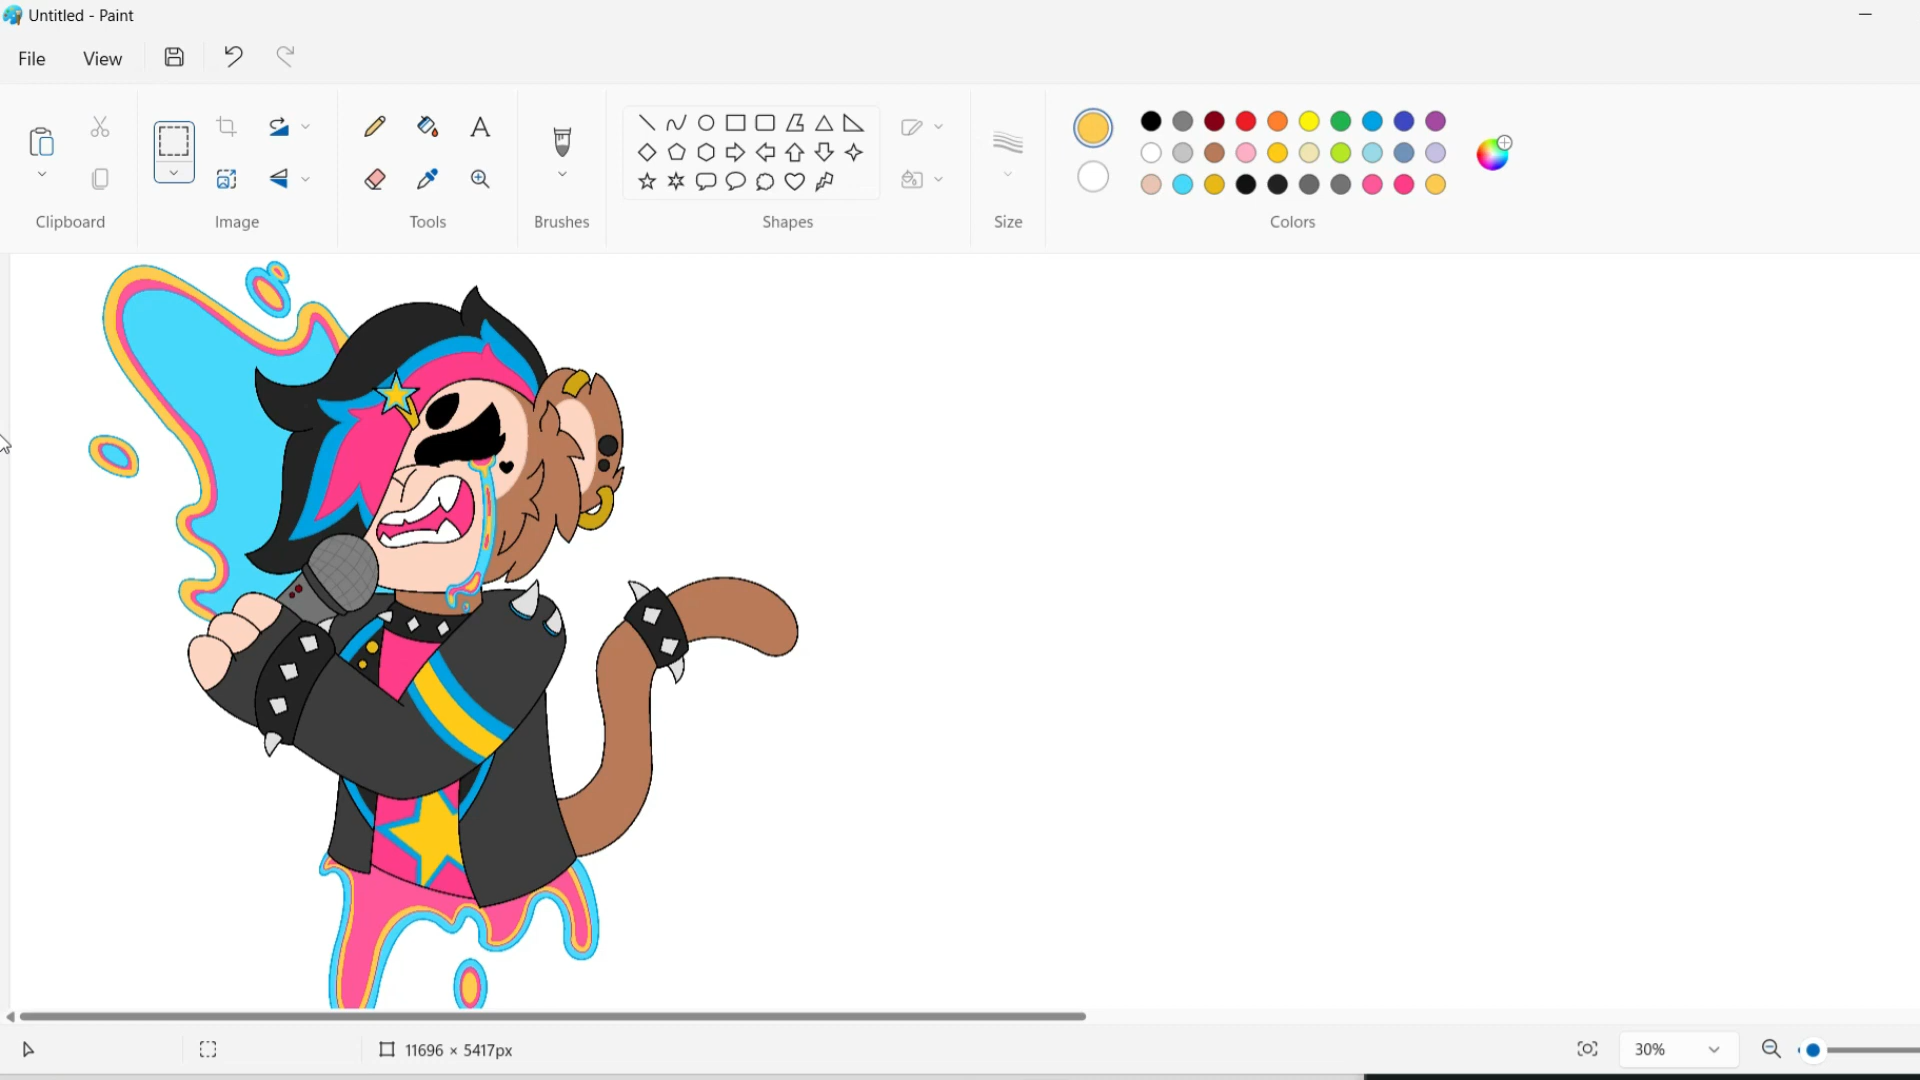 Untitled - Paint
File
View
Clipboard
Image
Tools
Brushes
Shapes
Size
Colors
11696 × 5417px
30%